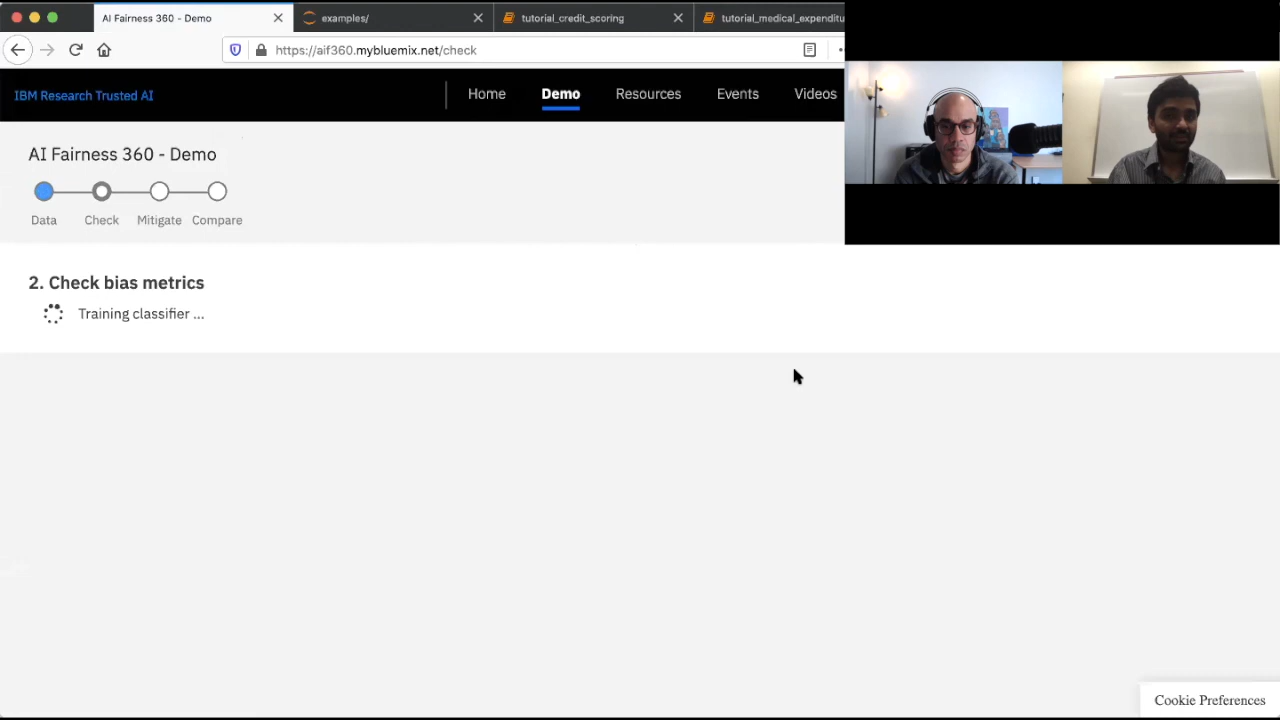 AI Fairness 360 - Demo
examples/
tutorial_credit_scoring
tutorial_medical_expenditu
https://aif360.mybluemix.net/check
IBM Research Trusted AI
Home
Demo
Resources
Events
Videos
AI Fairness 360 - Demo
Data
Check
Mitigate
Compare
2. Check bias metrics
Training classifier ...
Cookie Preferences